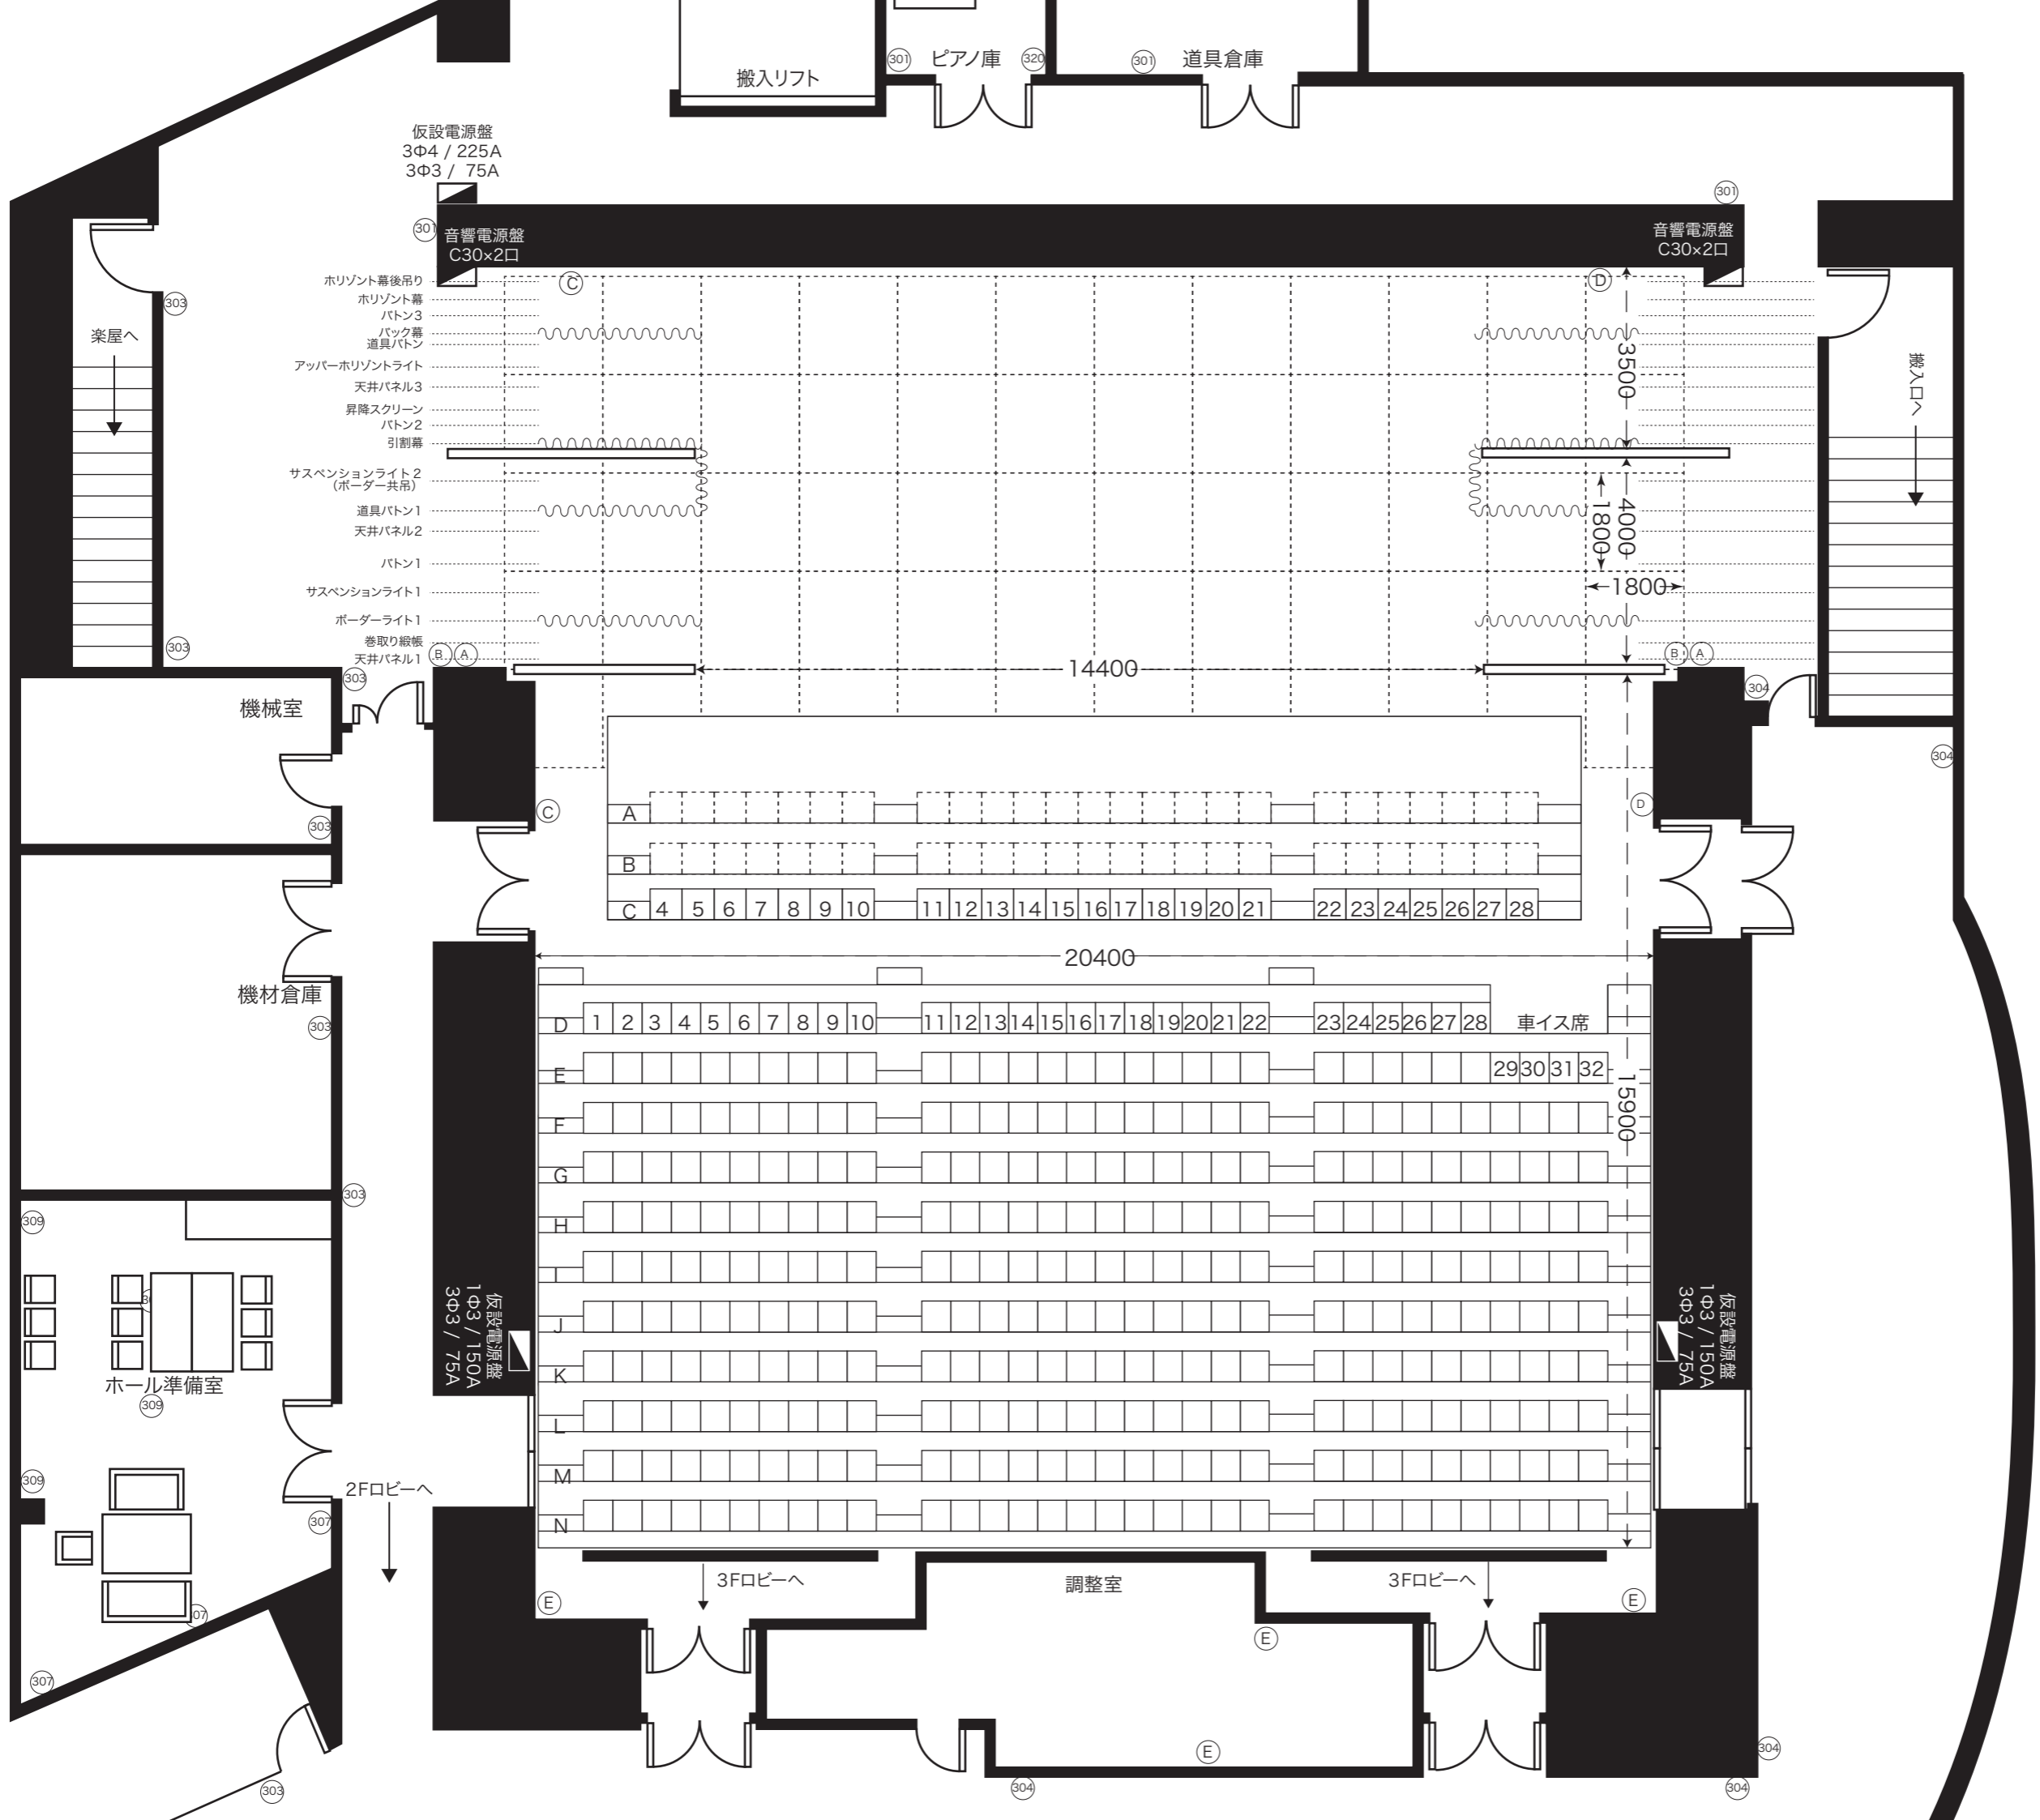 搬入リフト
301
ピアノ庫
320
301
道具倉庫
仮設電源盤
3Φ4 / 225A
3Φ3 / 75A
301
音響電源盤
C30×2口
301
音響電源盤
C30×2口
C
D
303
楽屋へ
搬入口へ
ホリゾント幕後吊り
ホリゾント幕
バトン3
バック幕
道具バトン
アッパーホリゾントライト
天井パネル3
昇降スクリーン
バトン2
引割幕
サスペンションライト2
(ボーダー共吊)
道具バトン1
天井パネル2
バトン1
サスペンションライト1
ボーダーライト1
巻取り緞帳
天井パネル1
3500
4000
1800
1800
14400
B A
B A
303
303
304
304
機械室
303
C
D
A
B
C 4 5 6 7 8 9 10 11 12 13 14 15 16 17 18 19 20 21 22 23 24 25 26 27 28
20400
機材倉庫
303
D 1 2 3 4 5 6 7 8 9 10 11 12 13 14 15 16 17 18 19 20 21 22 23 24 25 26 27 28 車イス席
E 29 30 31 32
15900
F
G
H
I
J
K
L
M
N
303
309
仮設電源盤
1Φ3 / 150A
3Φ3 / 75A
仮設電源盤
1Φ3 / 150A
3Φ3 / 75A
ホール準備室
309
309
2Fロビーへ
307
3Fロビーへ
調整室
3Fロビーへ
E
E
E
E
307
303
304
304
304